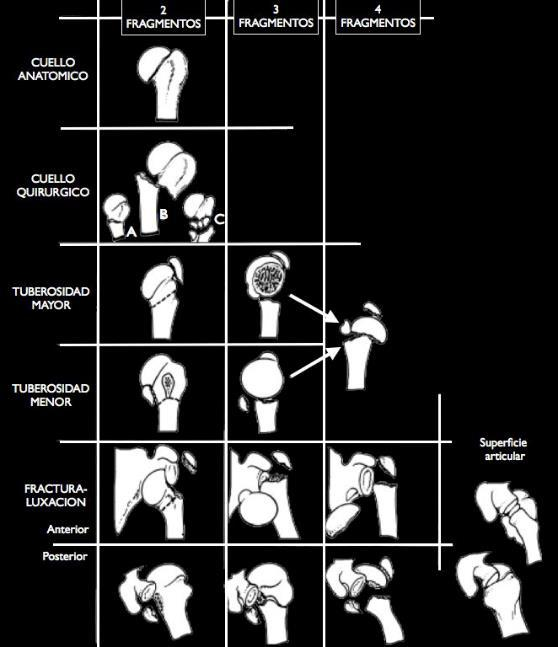 2
FRAGMENTOS
3
FRAGMENTOS
4
FRAGMENTOS
CUELLO
ANATOMICO
CUELLO
QUIRURGICO
A
B
C
TUBEROSIDAD
MAYOR
TUBEROSIDAD
MENOR
Superficie
articular
FRACTURA-
LUXACION
Anterior
Posterior